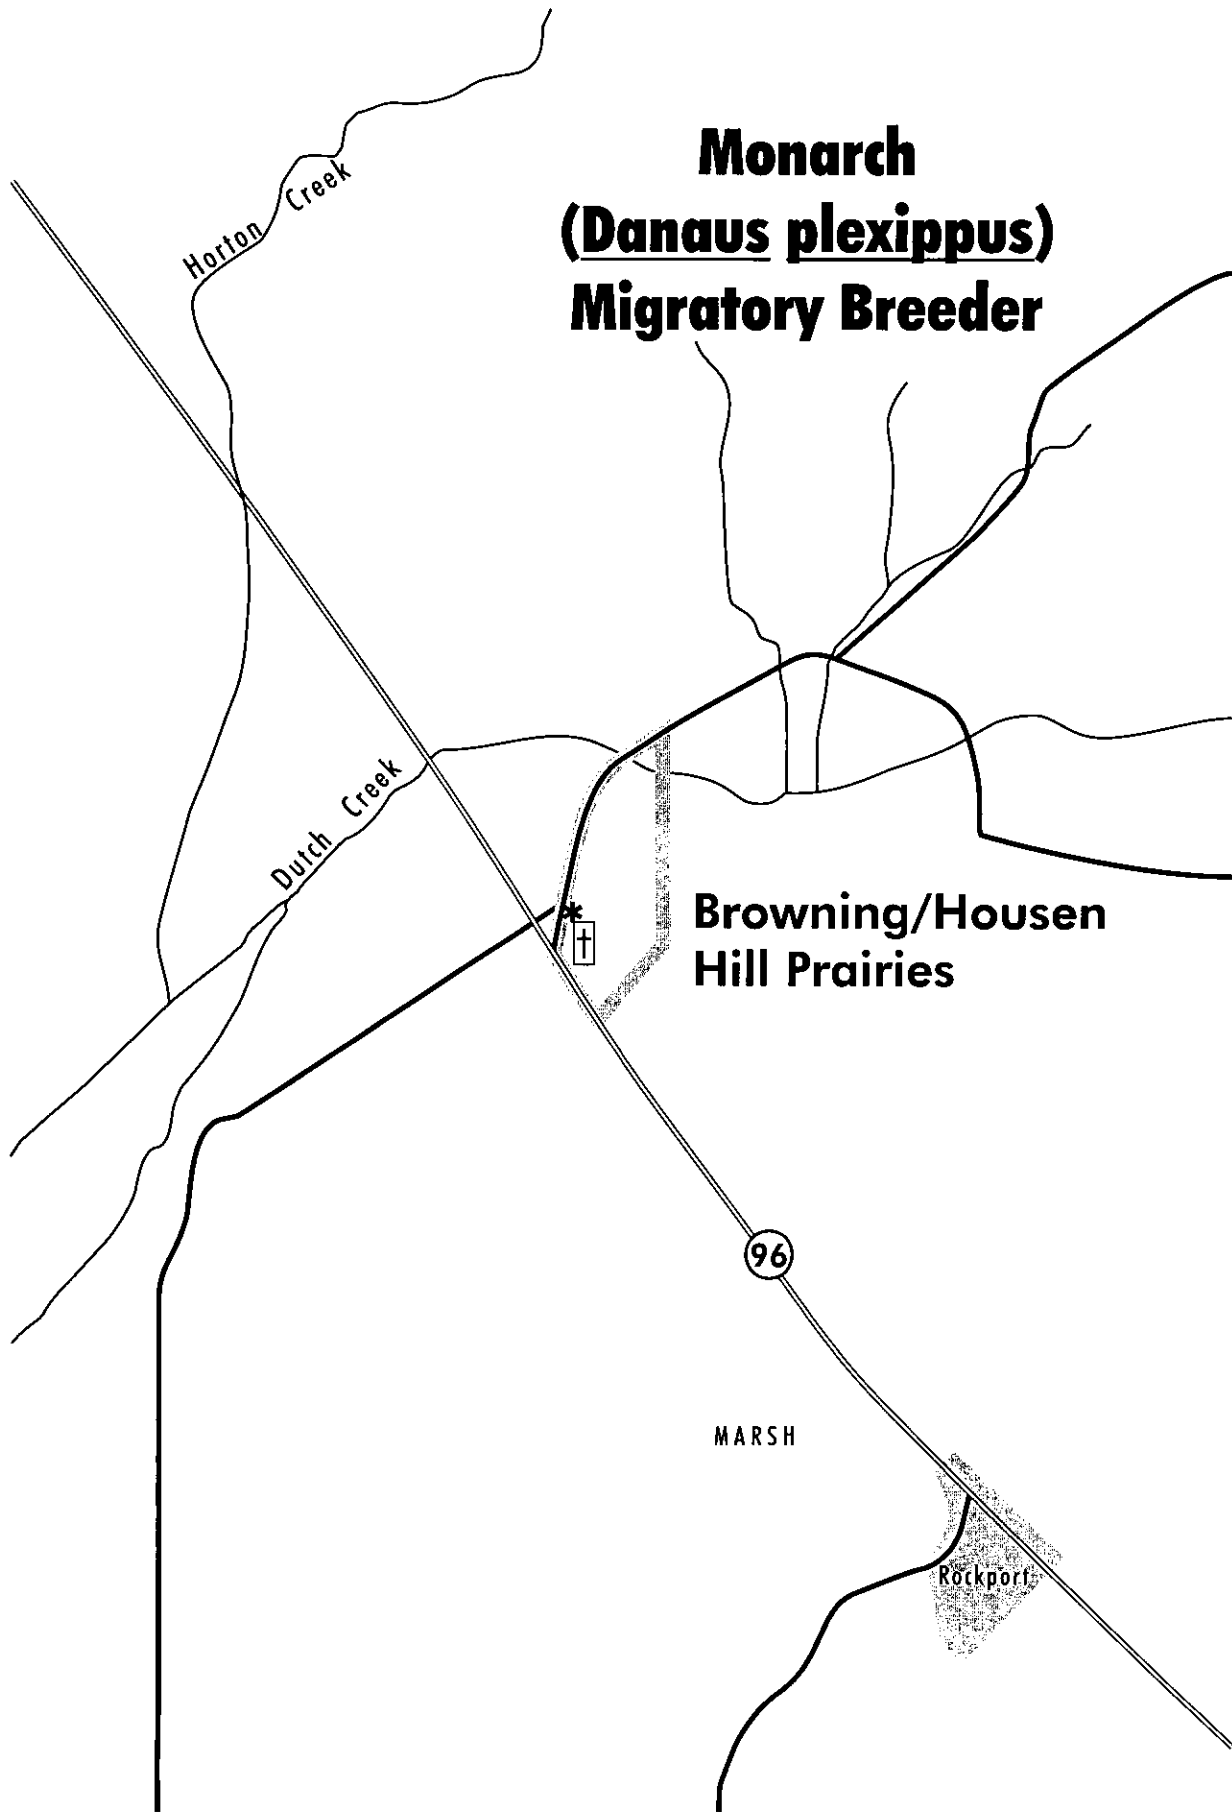 Monarch
(Danaus plexippus)
Migratory Breeder
Horton Creek
Dutch Creek
*
Browning/Housen
Hill Prairies
96
MARSH
Rockport